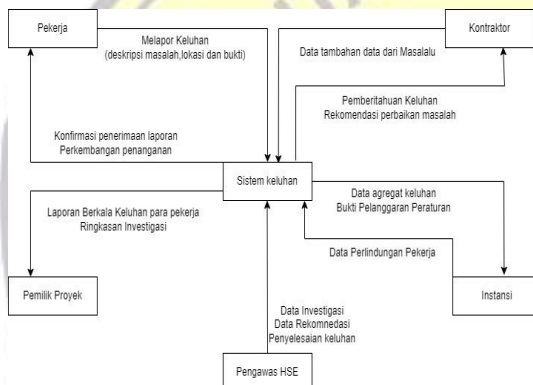 Pekerja
Kontraktor
Melapor Keluhan
(deskripsi masalah,lokasi dan bukti)
Data tambahan data dari Masalalu
Pemberitahuan Keluhan
Rekomendasi perbaikan masalah
Konfirmasi penerimaan laporan
Perkembangan penanganan
Sistem keluhan
Data agregat keluhan
Bukti Pelanggaran Peraturan
Laporan Berkala Keluhan para pekerja
Ringkasan Investigasi
Data Perlindungan Pekerja
Pemilik Proyek
Instansi
Data Investigasi
Data Rekomnedasi
Penyelesaian keluhan
Pengawas HSE